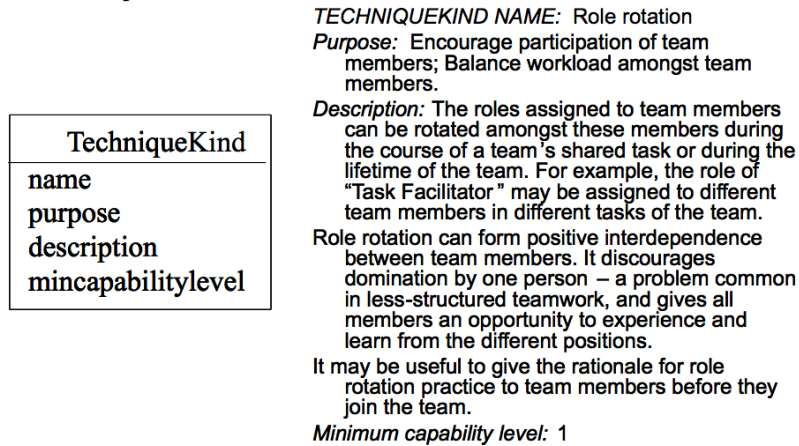 TECHNIQUEKIND NAME: Role rotation
Purpose: Encourage participation of team
members; Balance workload amongst team
members.
Description: The roles assigned to team members
can be rotated amongst these members during
the course of a team's shared task or during the
lifetime of the team. For example, the role of
“Task Facilitator” may be assigned to different
team members in different tasks of the team.
Role rotation can form positive interdependence
between team members. It discourages
domination by one person – a problem common
in less-structured teamwork, and gives all
members an opportunity to experience and
learn from the different positions.
It may be useful to give the rationale for role
rotation practice to team members before they
join the team.
Minimum capability level: 1
TechniqueKind
name
purpose
description
mincapabilitylevel